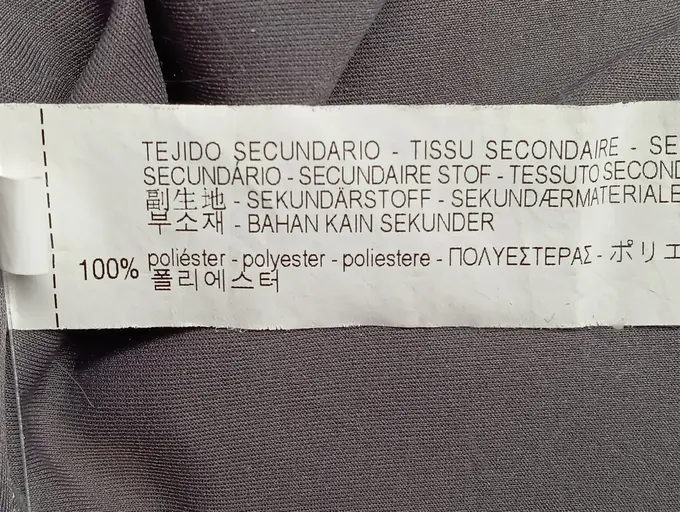 TEJIDO SECUNDARIO - TISSU SECONDAIRE - SE
SECUNDÁRIO - SECUNDAIRE STOF - TESSUTO SECOND
副生地 - SEKUNDÄRSTOFF - SEKUNDÆRMATERIALE
부소재 - BAHAN KAIN SEKUNDER
100% poliéster - polyester - poliestere - ΠΟΛΥΕΣΤΕΡΑΣ - ポリエ
폴리에스터